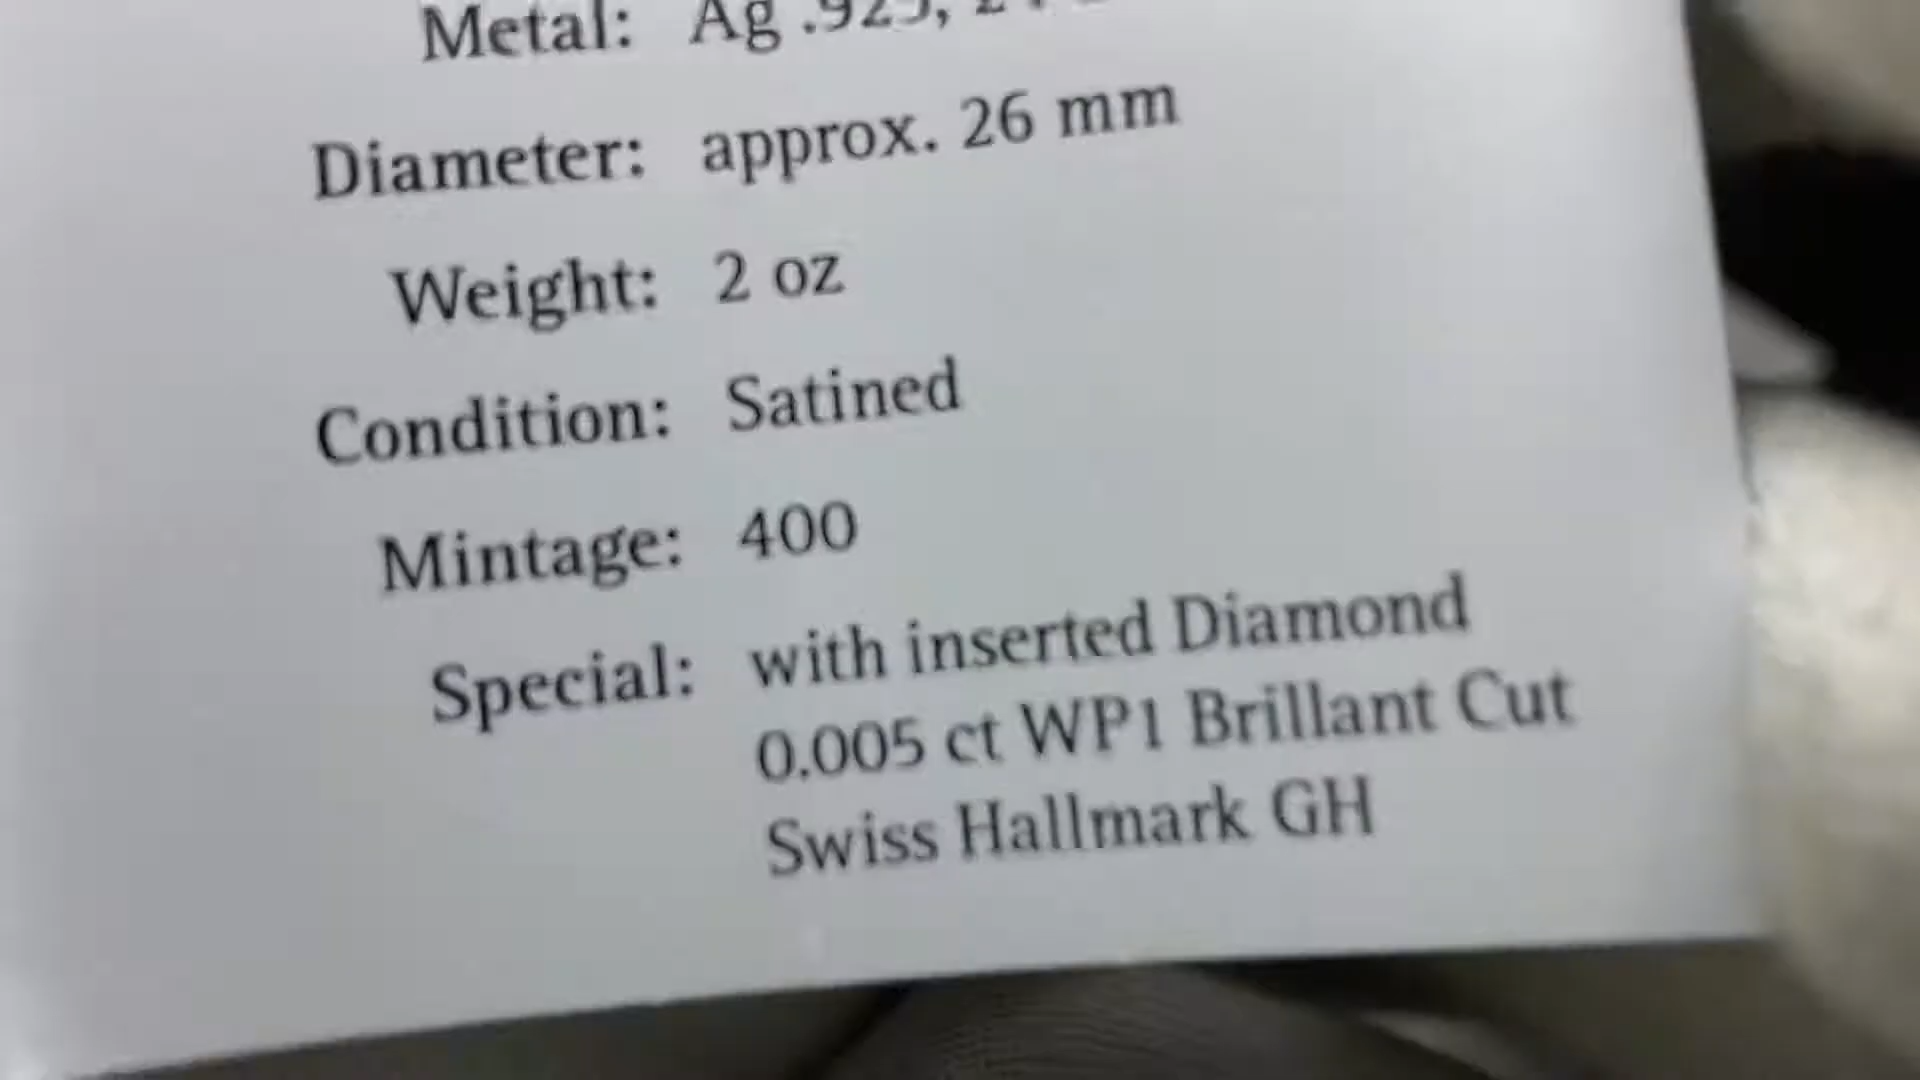 Metal: Ag .925,
Diameter: approx. 26 mm
Weight: 2 oz
Condition: Satined
Mintage: 400
Special: with inserted Diamond
0.005 ct WP1 Brillant Cut
Swiss Hallmark GH